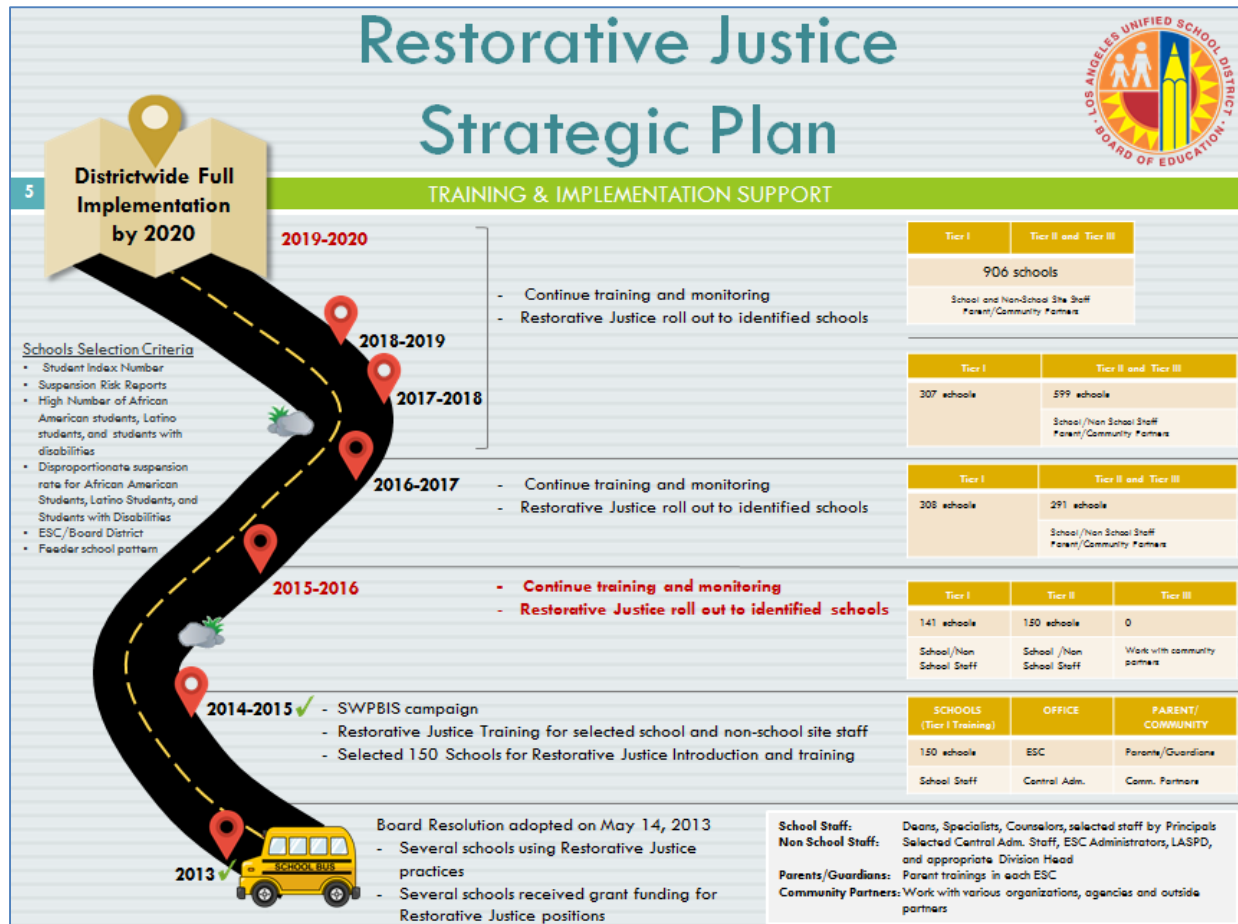 Restorative Justice
Strategic Plan
LOS ANGELES UNIFIED SCHOOL DISTRICT
BOARD OF EDUCATION
5
TRAINING & IMPLEMENTATION SUPPORT
Districtwide Full
Implementation
by 2020
2019-2020
2018-2019
2017-2018
- Continue training and monitoring
- Restorative Justice roll out to identified schools
Tier I
Tier II and Tier III
906 schools
School and Non-School Site Staff
Parent/Community Partners
Tier I
Tier II and Tier III
307 schools
599 schools
School/Non School Staff
Parent/Community Partners
Schools Selection Criteria
• Student Index Number
• Suspension Risk Reports
• High Number of African
American students, Latino
students, and students with
disabilities
• Disproportionate suspension
rate for African American
Students, Latino Students, and
Students with Disabilities
• ESC/Board District
• Feeder school pattern
2016-2017
- Continue training and monitoring
- Restorative Justice roll out to identified schools
Tier I
Tier II and Tier III
308 schools
291 schools
School/Non School Staff
Parent/Community Partners
2015-2016
- Continue training and monitoring
- Restorative Justice roll out to identified schools
Tier I
Tier II
Tier III
141 schools
150 schools
0
School/Non
School Staff
School /Non
School Staff
Work with community
partners
2014-2015
- SWPBIS campaign
- Restorative Justice Training for selected school and non-school site staff
- Selected 150 Schools for Restorative Justice Introduction and training
SCHOOLS
(Tier I Training)
OFFICE
PARENT/
COMMUNITY
150 schools
ESC
Parents/Guardians
School Staff
Central Adm.
Comm. Partners
2013
SCHOOL BUS
Board Resolution adopted on May 14, 2013
- Several schools using Restorative Justice
practices
- Several schools received grant funding for
Restorative Justice positions
School Staff: Deans, Specialists, Counselors, selected staff by Principals
Non School Staff: Selected Central Adm. Staff, ESC Administrators, LASPD,
and appropriate Division Head
Parents/Guardians: Parent trainings in each ESC
Community Partners: Work with various organizations, agencies and outside
partners